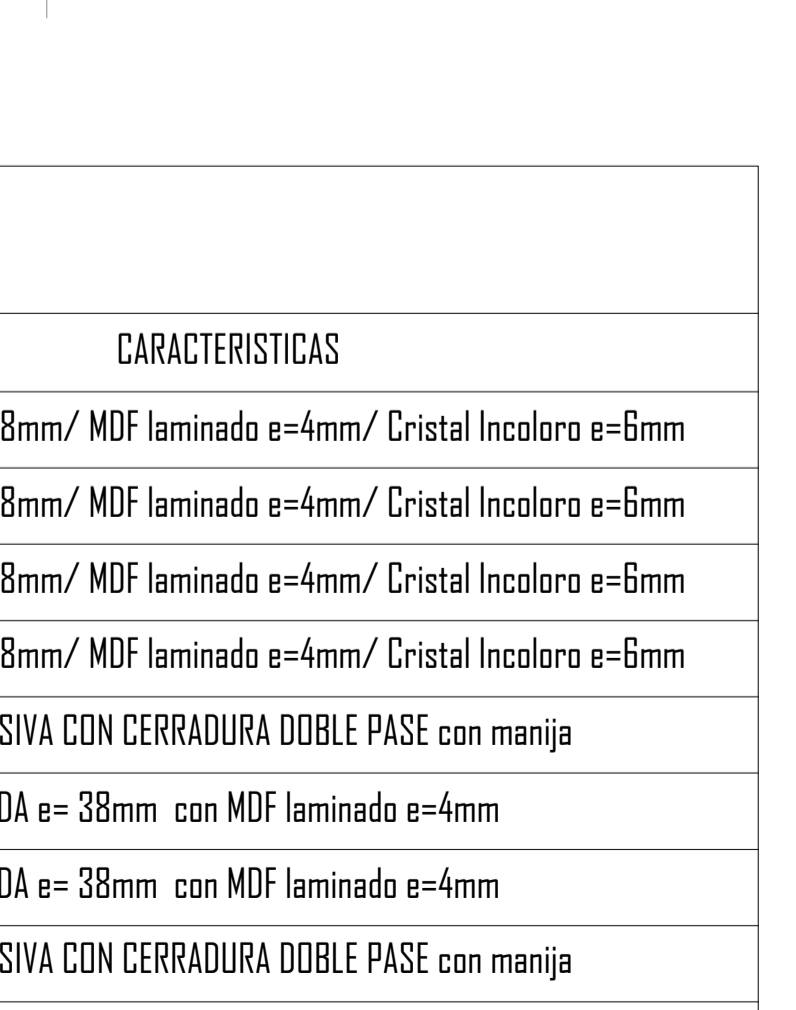 CARACTERISTICAS
8mm/ MDF laminado e=4mm/ Cristal Incoloro e=6mm
8mm/ MDF laminado e=4mm/ Cristal Incoloro e=6mm
8mm/ MDF laminado e=4mm/ Cristal Incoloro e=6mm
8mm/ MDF laminado e=4mm/ Cristal Incoloro e=6mm
SIVA CON CERRADURA DOBLE PASE con manija
DA e= 38mm con MDF laminado e=4mm
DA e= 38mm con MDF laminado e=4mm
SIVA CON CERRADURA DOBLE PASE con manija